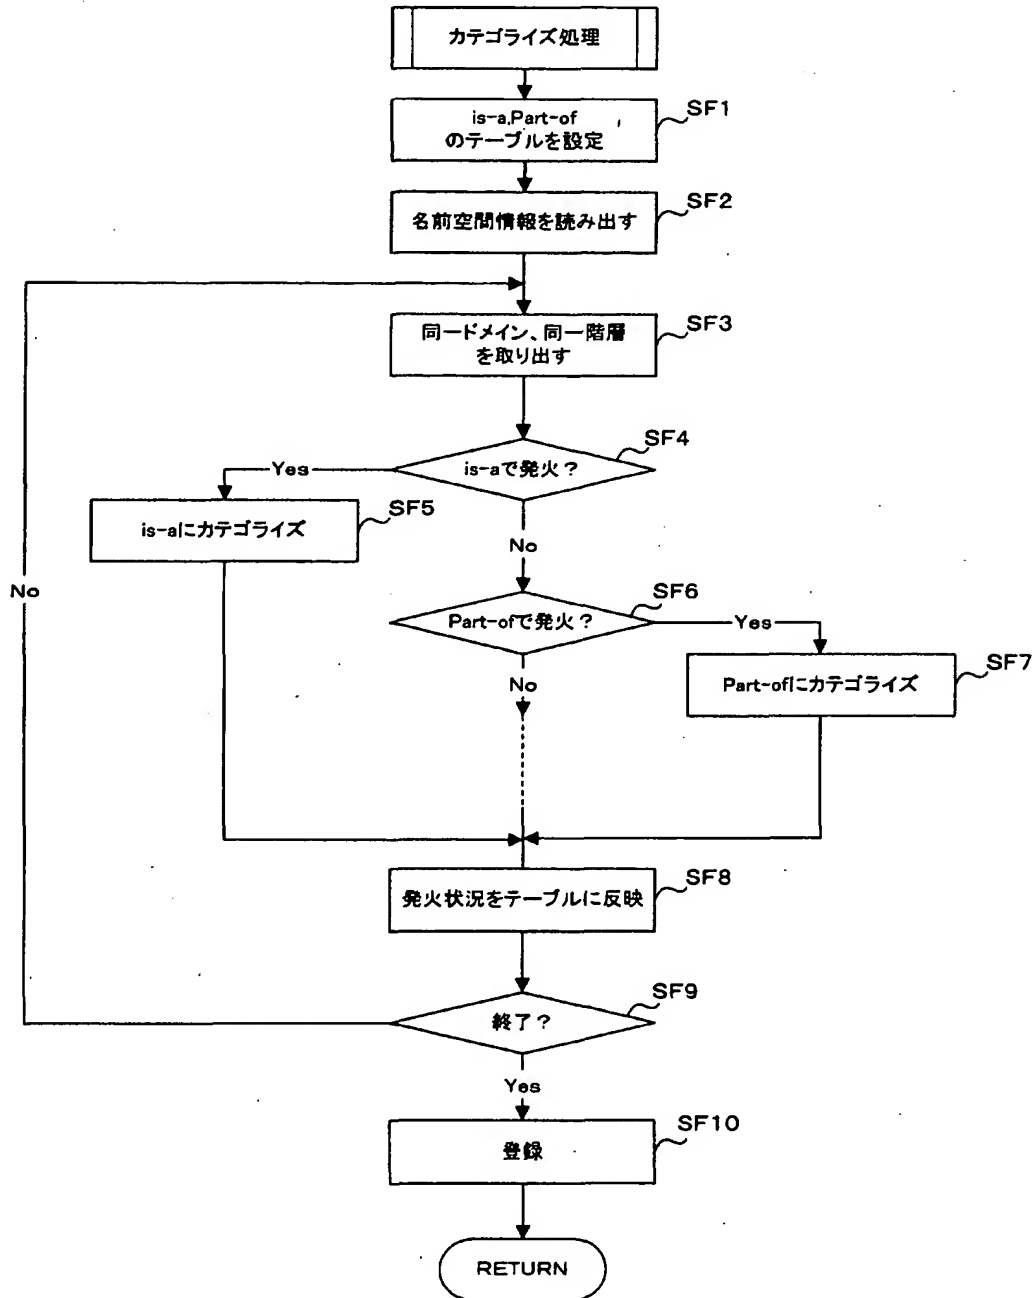 カテゴライズ処理
is-a,Part-of
のテーブルを設定
SF1
名前空間情報を読み出す
SF2
同一ドメイン、同一階層
を取り出す
SF3
is-aで発火？
SF4
Yes
is-aにカテゴライズ
SF5
No
No
Part-ofで発火？
SF6
Yes
Part-ofにカテゴライズ
SF7
No
発火状況をテーブルに反映
SF8
終了？
SF9
Yes
登録
SF10
RETURN